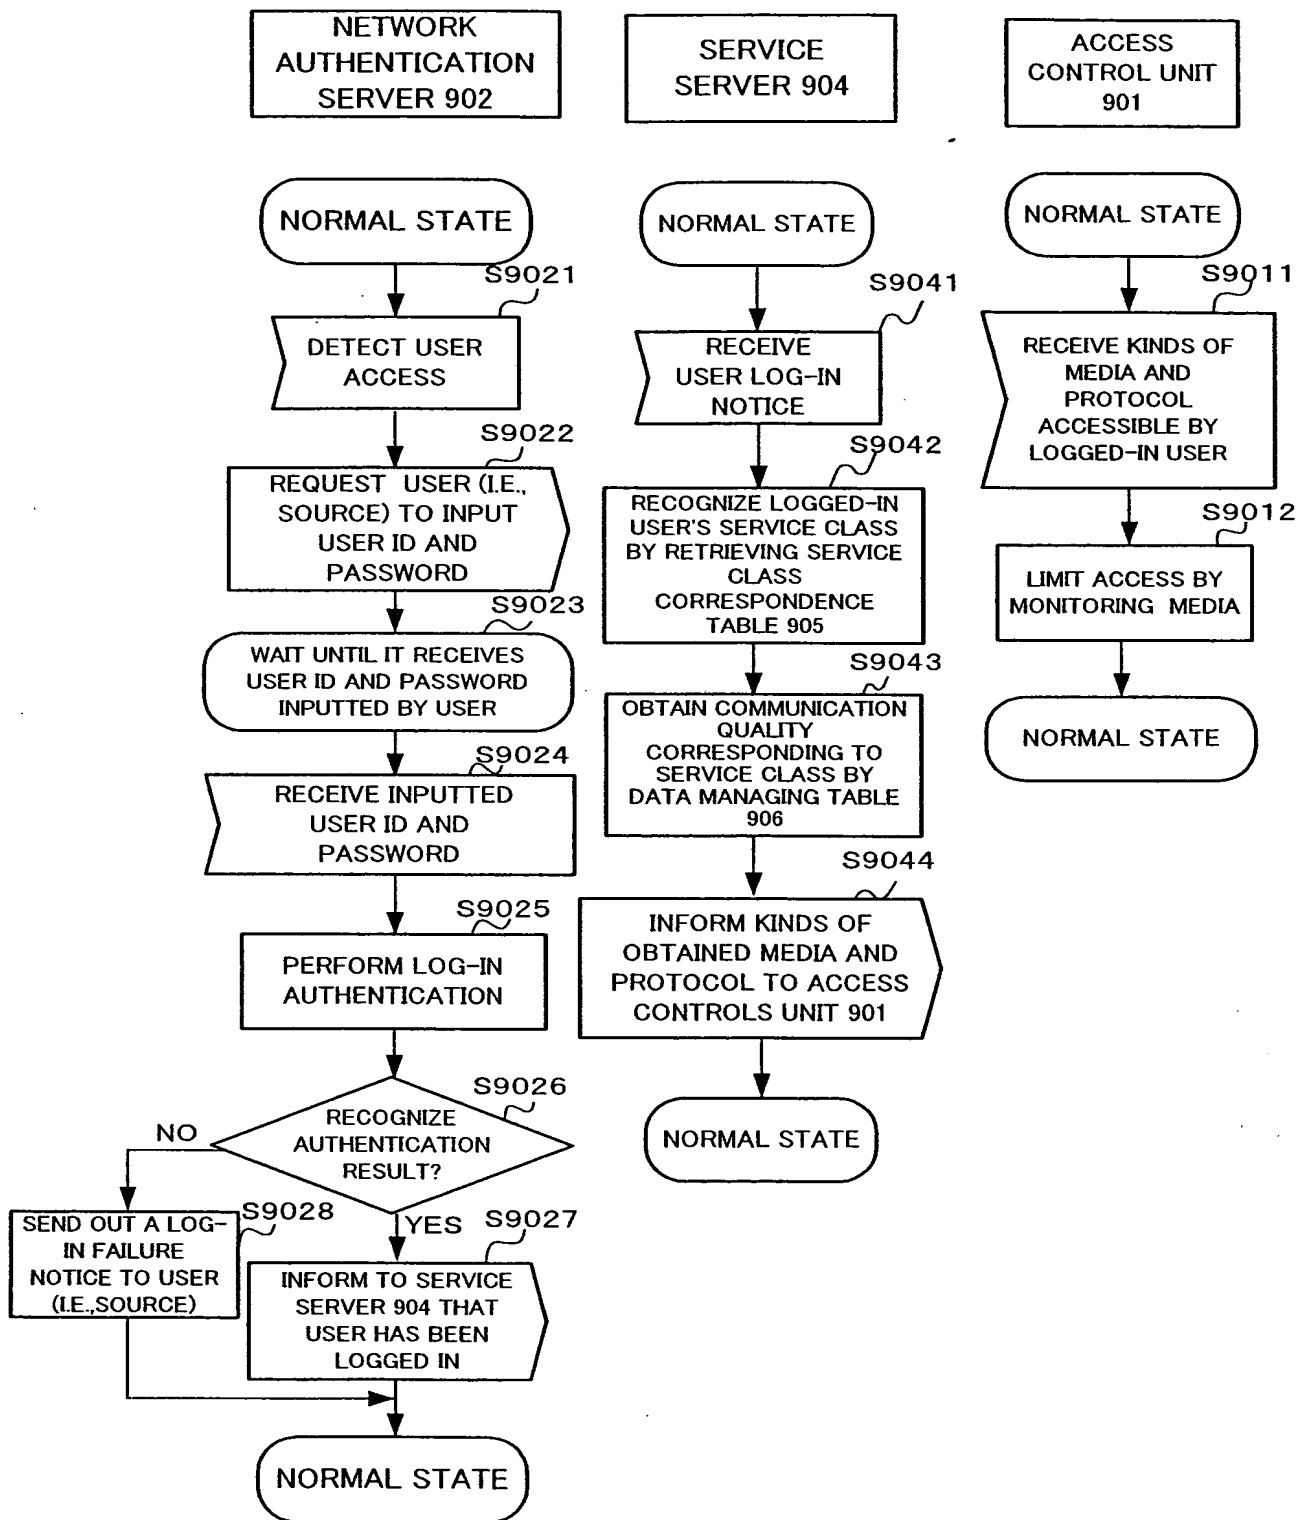 NETWORK
AUTHENTICATION
SERVER 902
NORMAL STATE
S9021
DETECT USER
ACCESS
S9022
REQUEST USER (I.E.,
SOURCE) TO INPUT
USER ID AND
PASSWORD
S9023
WAIT UNTIL IT RECEIVES
USER ID AND PASSWORD
INPUTTED BY USER
S9024
RECEIVE INPUTTED
USER ID AND
PASSWORD
S9025
PERFORM LOG-IN
AUTHENTICATION
S9026
RECOGNIZE
AUTHENTICATION
RESULT?
NO
YES
S9028
SEND OUT A LOG-
IN FAILURE
NOTICE TO USER
(I.E.,SOURCE)
S9027
INFORM TO SERVICE
SERVER 904 THAT
USER HAS BEEN
LOGGED IN
NORMAL STATE
SERVICE
SERVER 904
NORMAL STATE
S9041
RECEIVE
USER LOG-IN
NOTICE
S9042
RECOGNIZE LOGGED-IN
USER'S SERVICE CLASS
BY RETRIEVING SERVICE
CLASS
CORRESPONDENCE
TABLE 905
S9043
OBTAIN COMMUNICATION
QUALITY
CORRESPONDING TO
SERVICE CLASS BY
DATA MANAGING TABLE
906
S9044
INFORM KINDS OF
OBTAINED MEDIA AND
PROTOCOL TO ACCESS
CONTROLS UNIT 901
NORMAL STATE
ACCESS
CONTROL UNIT
901
NORMAL STATE
S9011
RECEIVE KINDS OF
MEDIA AND
PROTOCOL
ACCESSIBLE BY
LOGGED-IN USER
S9012
LIMIT ACCESS BY
MONITORING MEDIA
NORMAL STATE